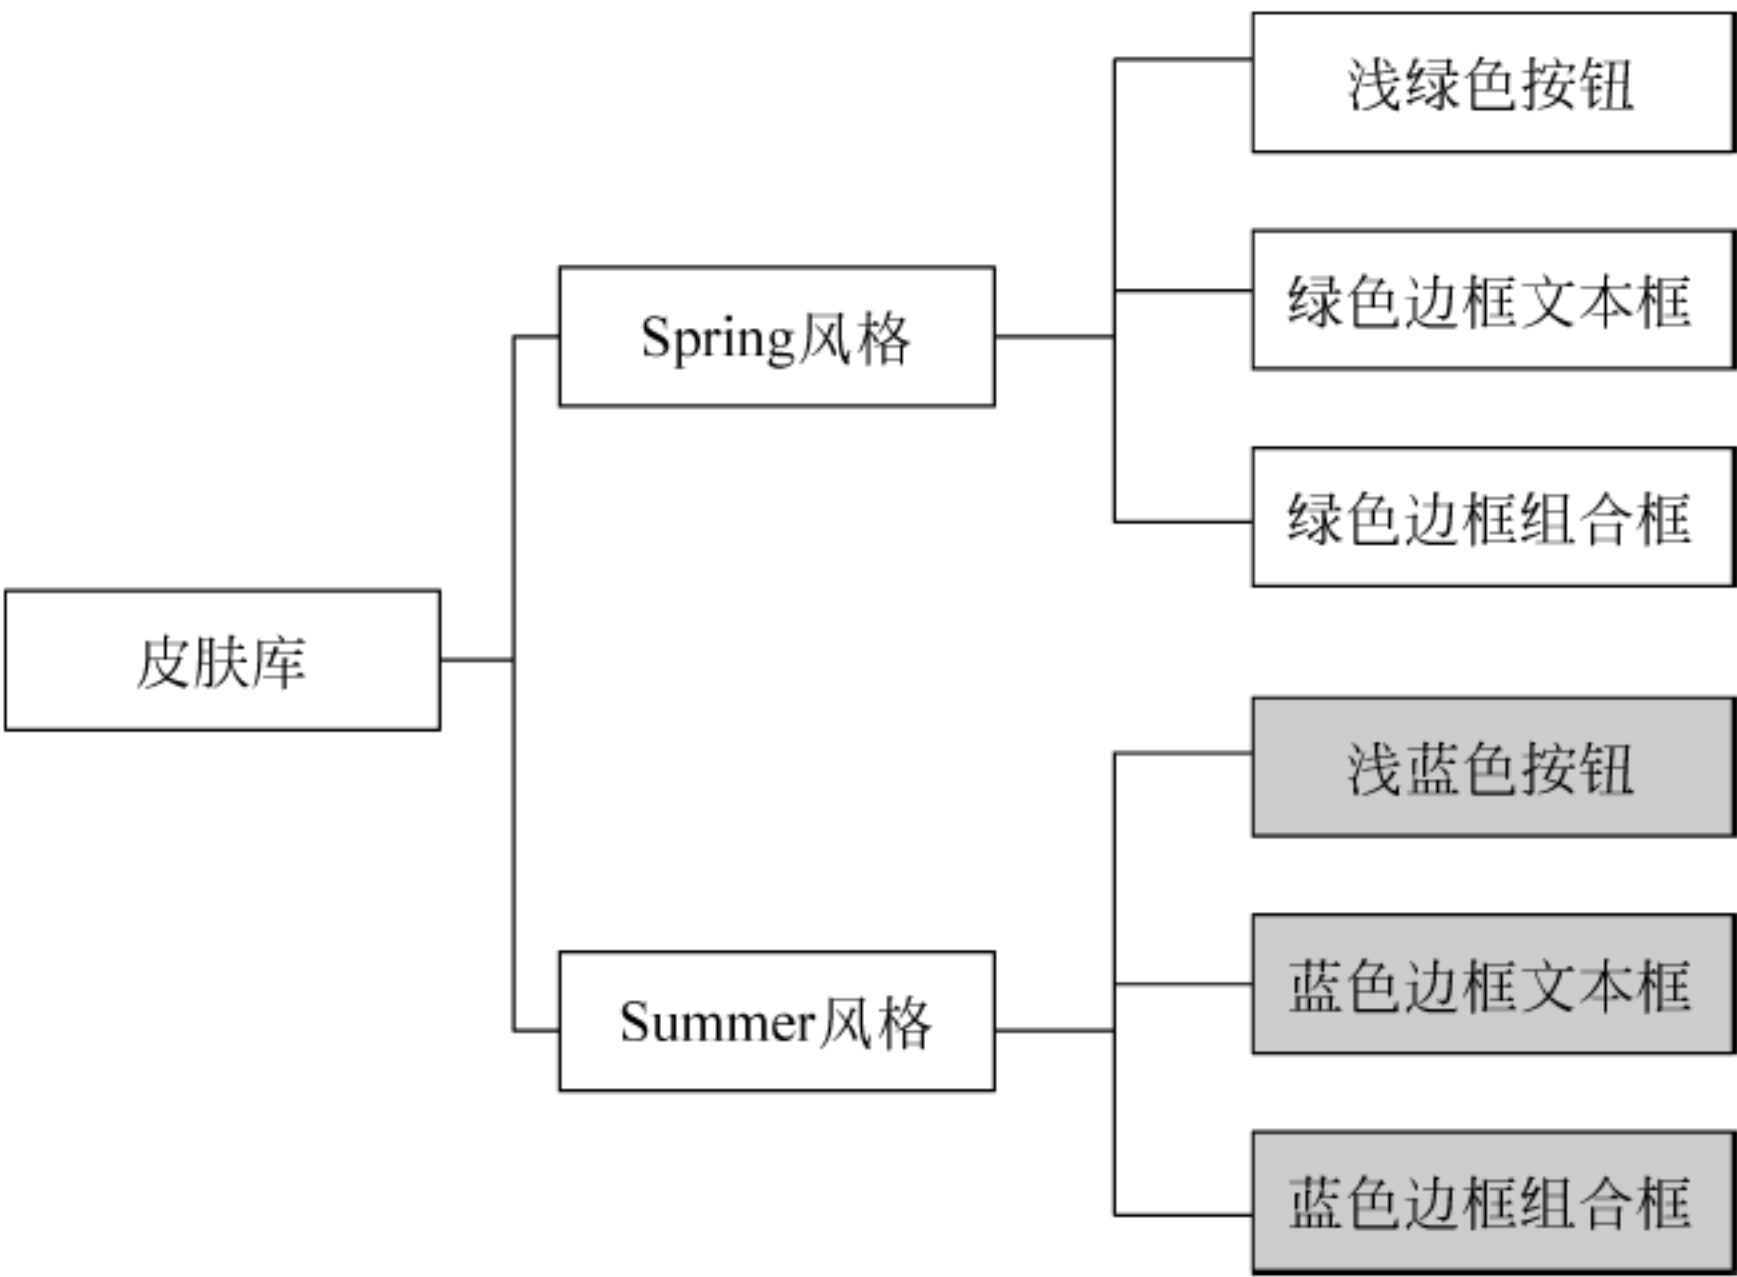 皮肤库
Spring风格
浅绿色按钮
绿色边框文本框
绿色边框组合框
Summer风格
浅蓝色按钮
蓝色边框文本框
蓝色边框组合框